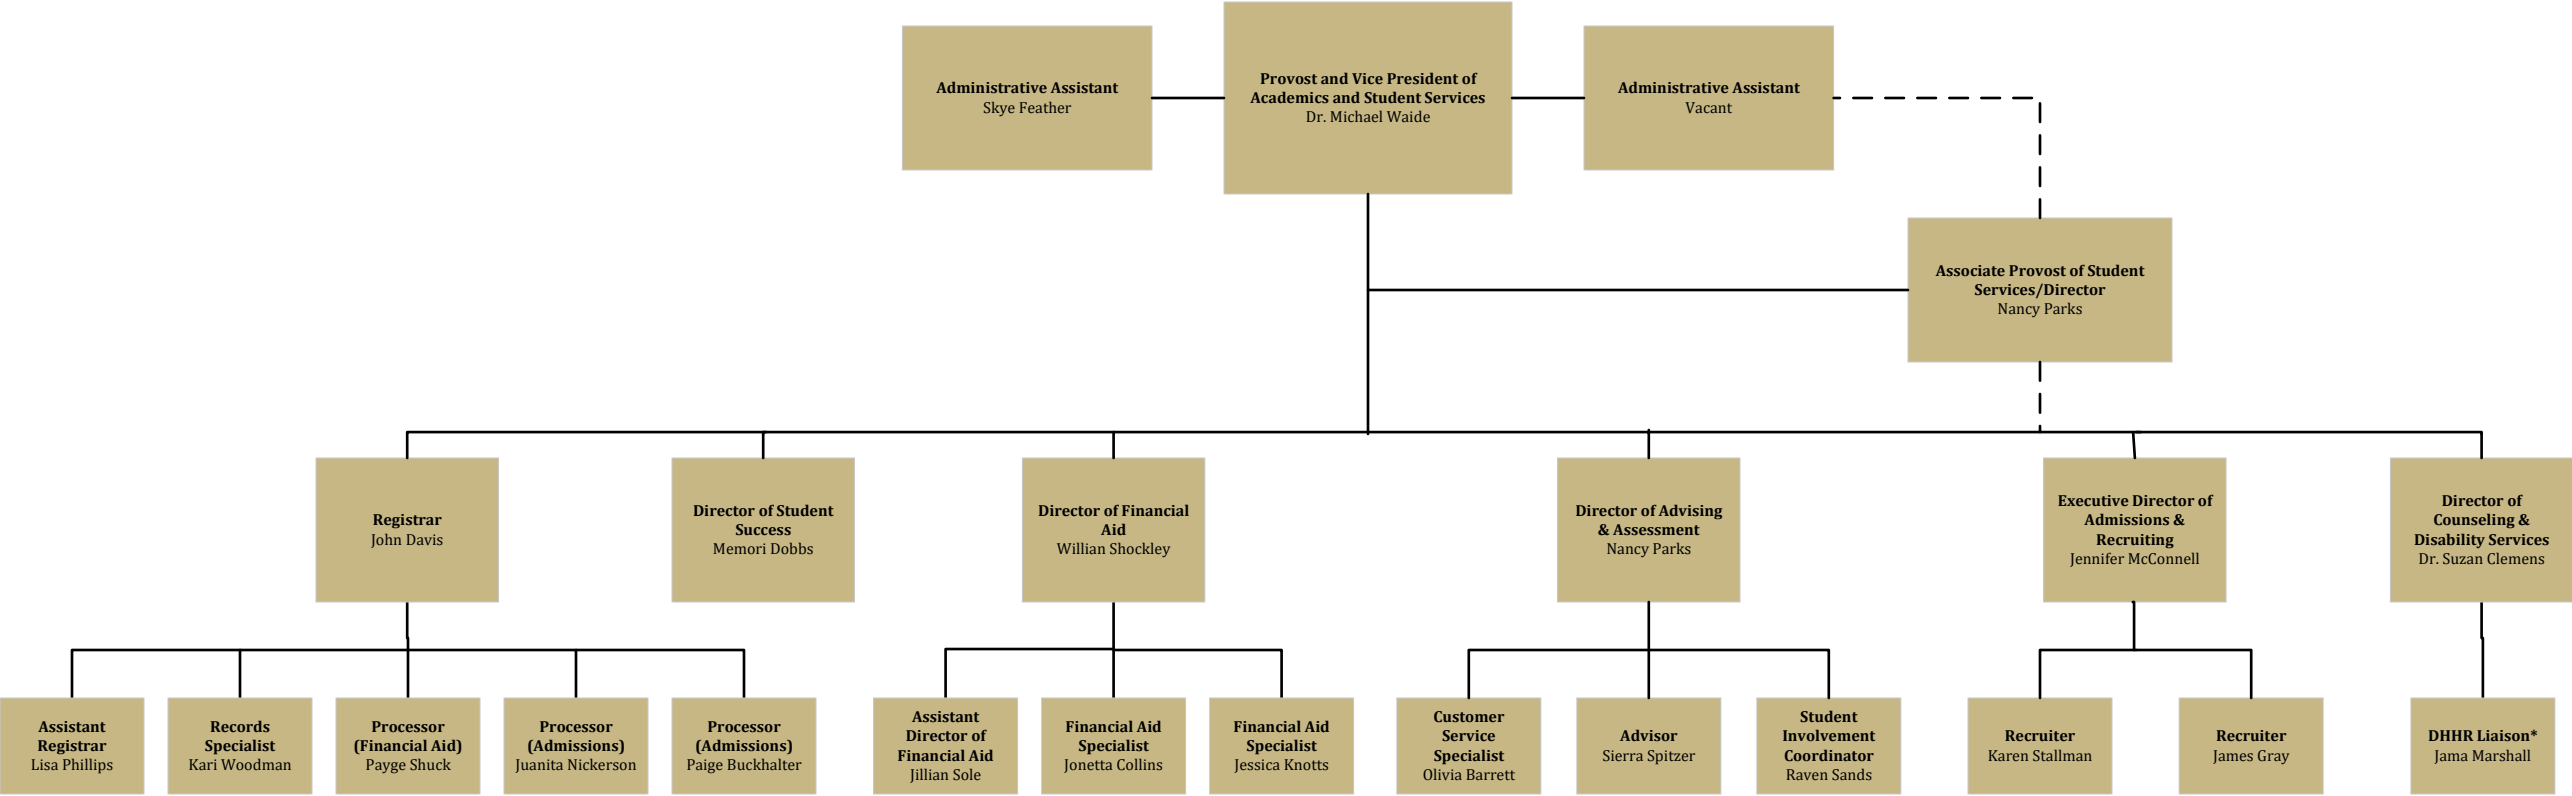 Administrative Assistant
Skye Feather
Provost and Vice President of
Academics and Student Services
Dr. Michael Waide
Administrative Assistant
Vacant
Associate Provost of Student
Services/Director
Nancy Parks
Registrar
John Davis
Director of Student
Success
Memori Dobbs
Director of Financial
Aid
Willian Shockley
Director of Advising
& Assessment
Nancy Parks
Executive Director of
Admissions &
Recruiting
Jennifer McConnell
Director of
Counseling &
Disability Services
Dr. Suzan Clemens
Assistant
Registrar
Lisa Phillips
Records
Specialist
Kari Woodman
Processor
(Financial Aid)
Payge Shuck
Processor
(Admissions)
Juanita Nickerson
Processor
(Admissions)
Paige Buckhalter
Assistant
Director of
Financial Aid
Jillian Sole
Financial Aid
Specialist
Jonetta Collins
Financial Aid
Specialist
Jessica Knotts
Customer
Service
Specialist
Olivia Barrett
Advisor
Sierra Spitzer
Student
Involvement
Coordinator
Raven Sands
Recruiter
Karen Stallman
Recruiter
James Gray
DHHR Liaison*
Jama Marshall